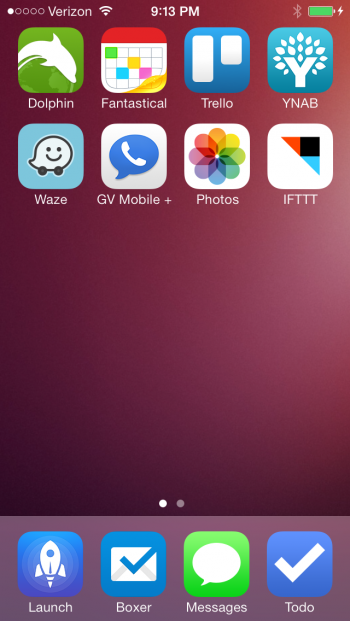 Verizon 9:13 PM
Dolphin Fantastical Trello YNAB
Waze GV Mobile + Photos IFTTT
Launch Boxer Messages Todo